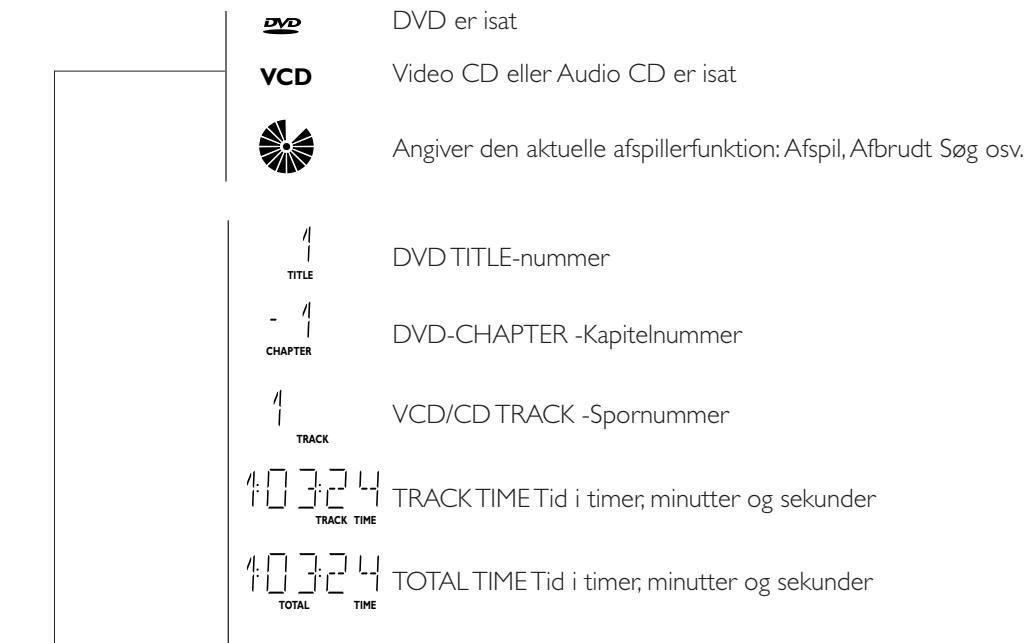 DVD DVD er isat
VCD Video CD eller Audio CD er isat
Angiver den aktuelle afspillerfunktion: Afspil, Afbrudt Søg osv.
1 DVD TITLE-nummer
TITLE
- 1 DVD-CHAPTER -Kapitelnummer
CHAPTER
1 VCD/CD TRACK -Spornummer
TRACK
1:03:24 TRACK TIME Tid i timer, minutter og sekunder
TRACK TIME
1:03:24 TOTAL TIME Tid i timer, minutter og sekunder
TOTAL TIME